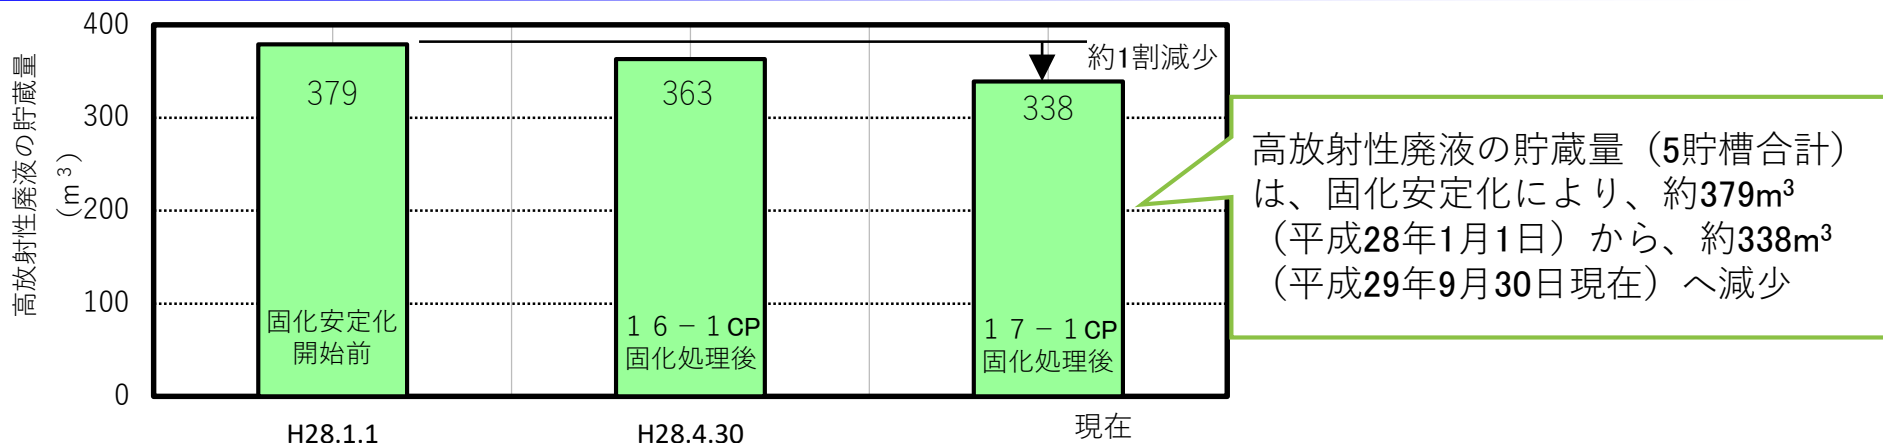 高放射性廃液の貯蔵量
（m³）
400
300
200
100
0
379
固化安定化
開始前
H28.1.1
363
１６－１CP
固化処理後
H28.4.30
約1割減少
338
１７－１CP
固化処理後
現在
高放射性廃液の貯蔵量（5貯槽合計）
は、固化安定化により、約379m³
（平成28年1月1日）から、約338m³
（平成29年9月30日現在）へ減少